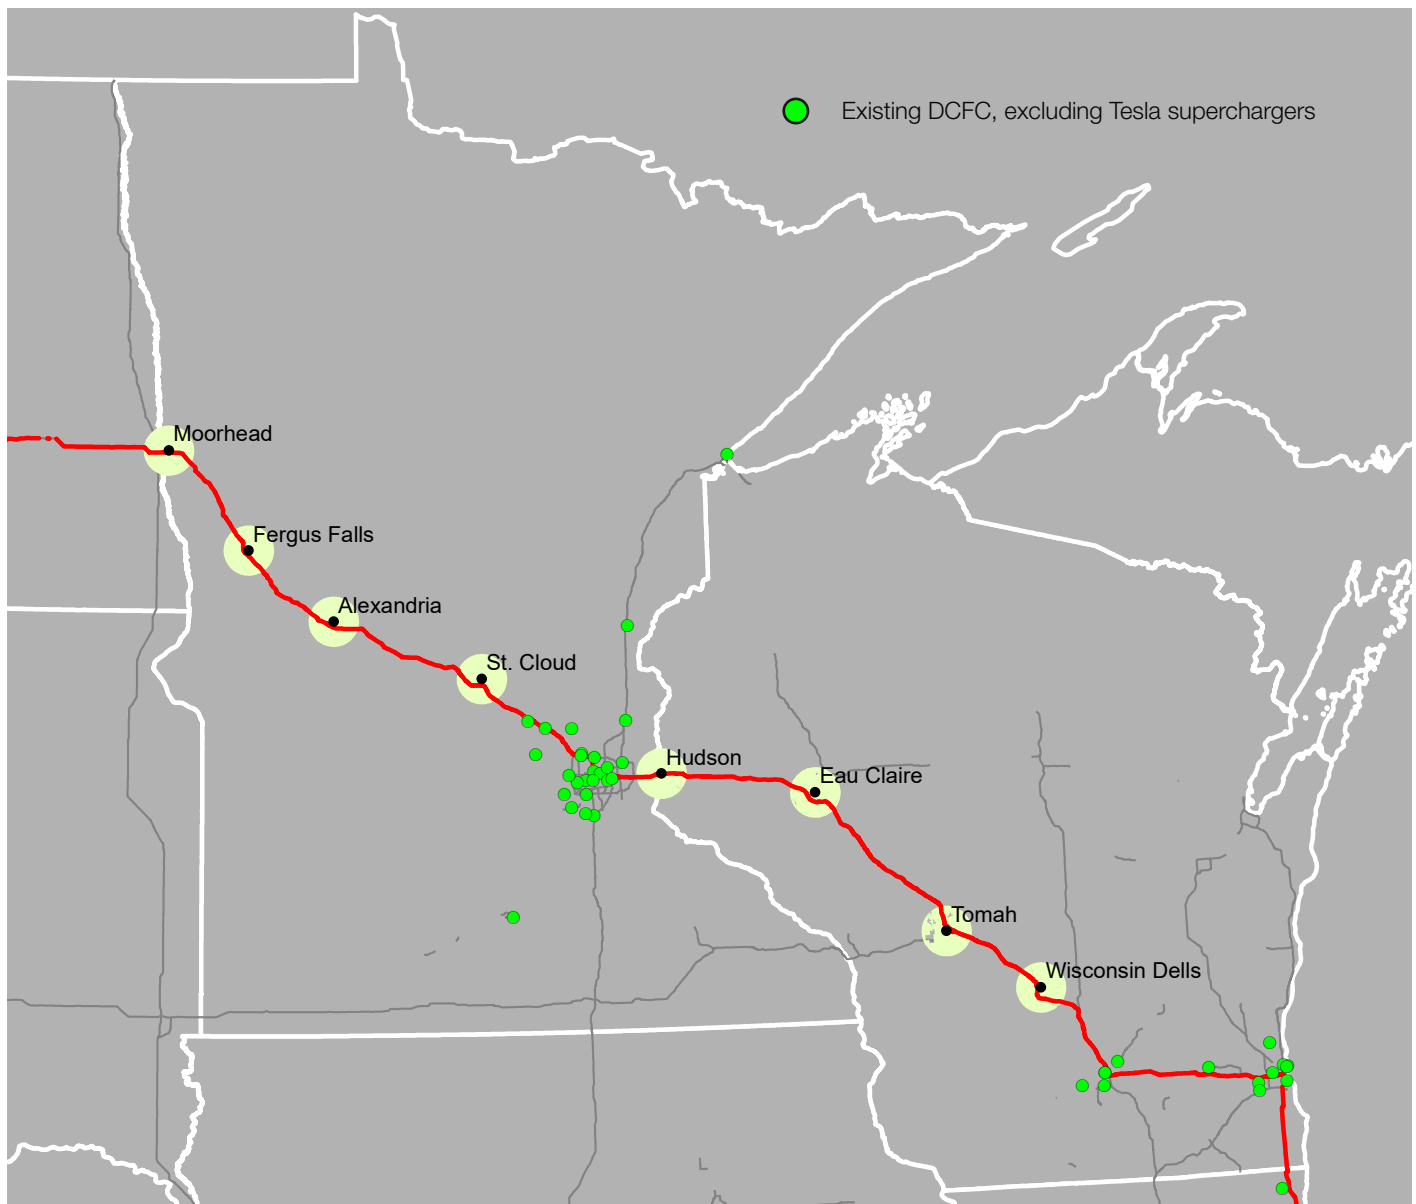 Existing DCFC, excluding Tesla superchargers
Moorhead
Fergus Falls
Alexandria
St. Cloud
Hudson
Eau Claire
Tomah
Wisconsin Dells